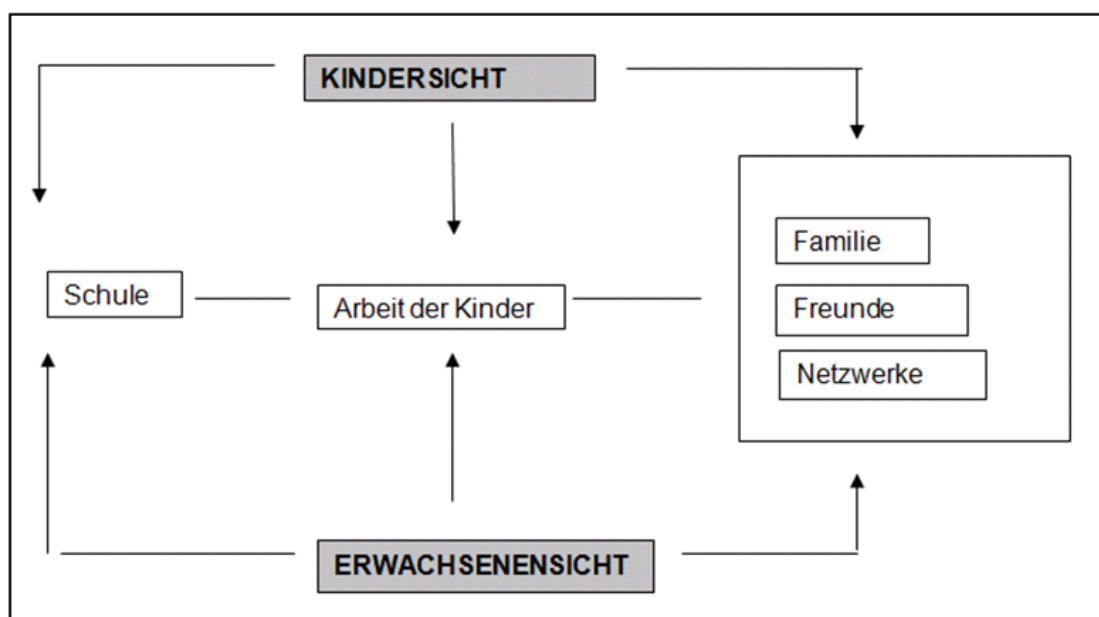 KINDERSICHT
Familie
Schule
Arbeit der Kinder
Freunde
Netzwerke
ERWACHSENENSICHT